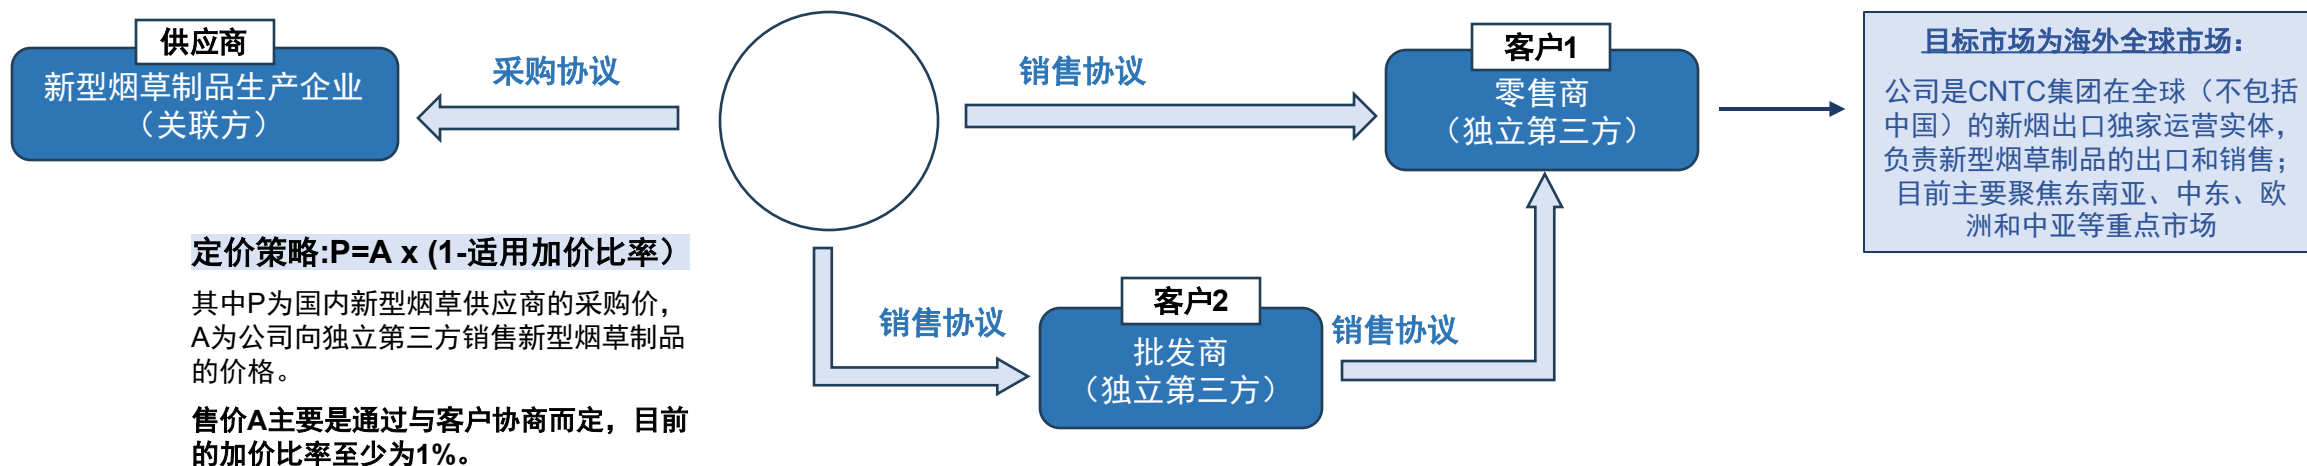 供应商
新型烟草制品生产企业
（关联方）
采购协议
销售协议
客户1
零售商
（独立第三方）
目标市场为海外全球市场：
公司是CNTC集团在全球（不包括
中国）的新烟出口独家运营实体，
负责新型烟草制品的出口和销售；
目前主要聚焦东南亚、中东、欧
洲和中亚等重点市场
定价策略:P=A x (1-适用加价比率）
其中P为国内新型烟草供应商的采购价，
A为公司向独立第三方销售新型烟草制品
的价格。
售价A主要是通过与客户协商而定，目前
的加价比率至少为1%。
销售协议
客户2
批发商
（独立第三方）
销售协议